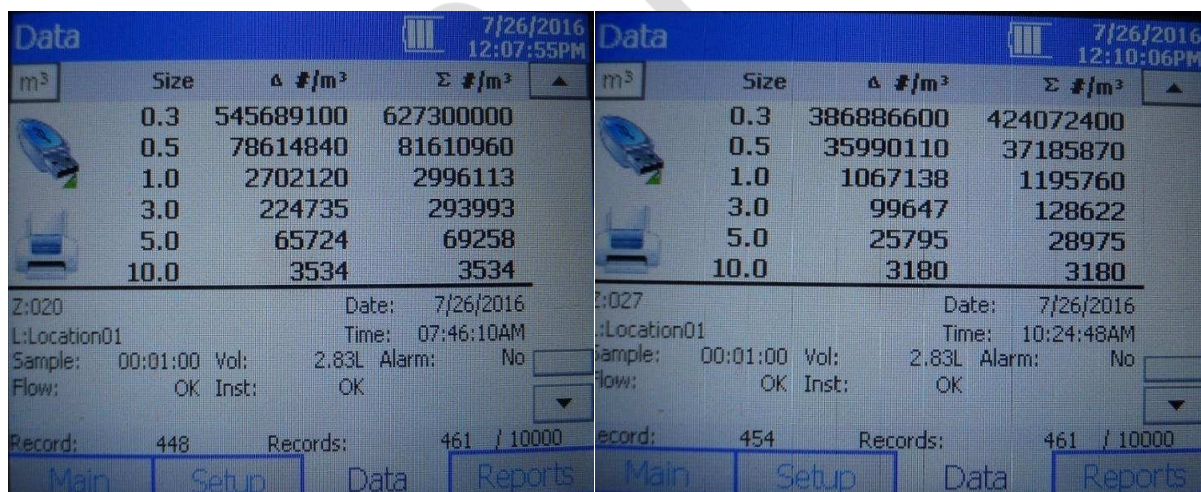 Data
7/26/2016
12:07:55PM
m³ Size Δ #/m³ Σ #/m³
0.3 545689100 627300000
0.5 78614840 81610960
1.0 2702120 2996113
3.0 224735 293993
5.0 65724 69258
10.0 3534 3534
Z:020 Date: 7/26/2016
L:Location01 Time: 07:46:10AM
Sample: 00:01:00 Vol: 2.83L Alarm: No
Flow: OK Inst: OK
Record: 448 Records: 461 / 10000
Main Setup Data Reports
Data
7/26/2016
12:10:06PM
m³ Size Δ #/m³ Σ #/m³
0.3 386886600 424072400
0.5 35990110 37185870
1.0 1067138 1195760
3.0 99647 128622
5.0 25795 28975
10.0 3180 3180
Z:027 Date: 7/26/2016
:Location01 Time: 10:24:48AM
Sample: 00:01:00 Vol: 2.83L Alarm: No
Flow: OK Inst: OK
ecord: 454 Records: 461 / 10000
Main Setup Data Reports